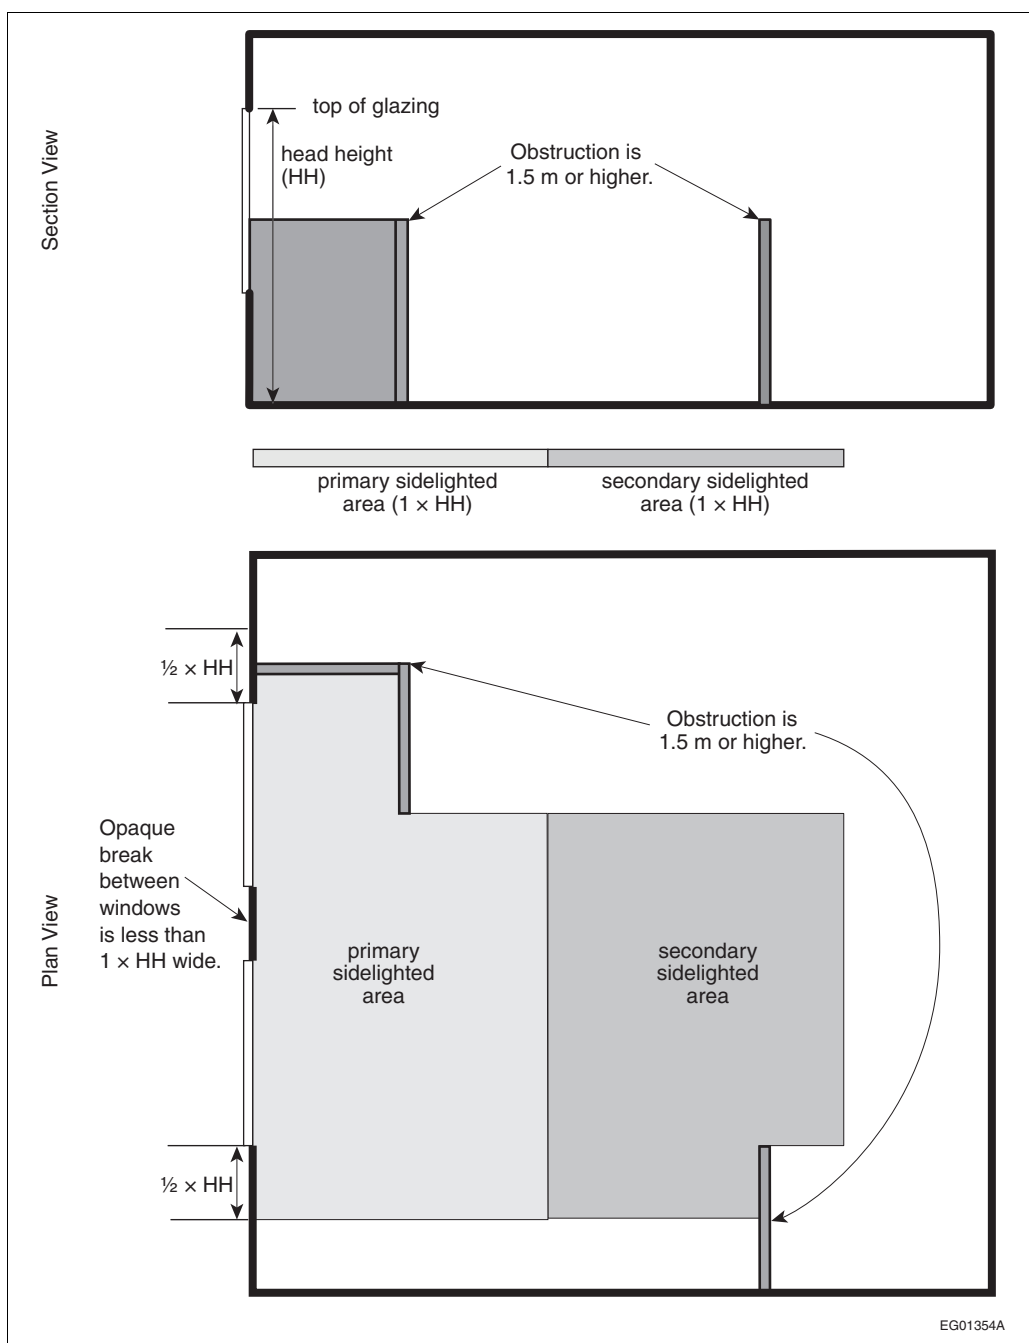 Section View
top of glazing
head height
(HH)
Obstruction is
1.5 m or higher.
primary sidelighted
area (1 × HH)
secondary sidelighted
area (1 × HH)
Plan View
½ × HH
Obstruction is
1.5 m or higher.
Opaque
break
between
windows
is less than
1 × HH wide.
primary
sidelighted
area
secondary
sidelighted
area
½ × HH
EG01354A